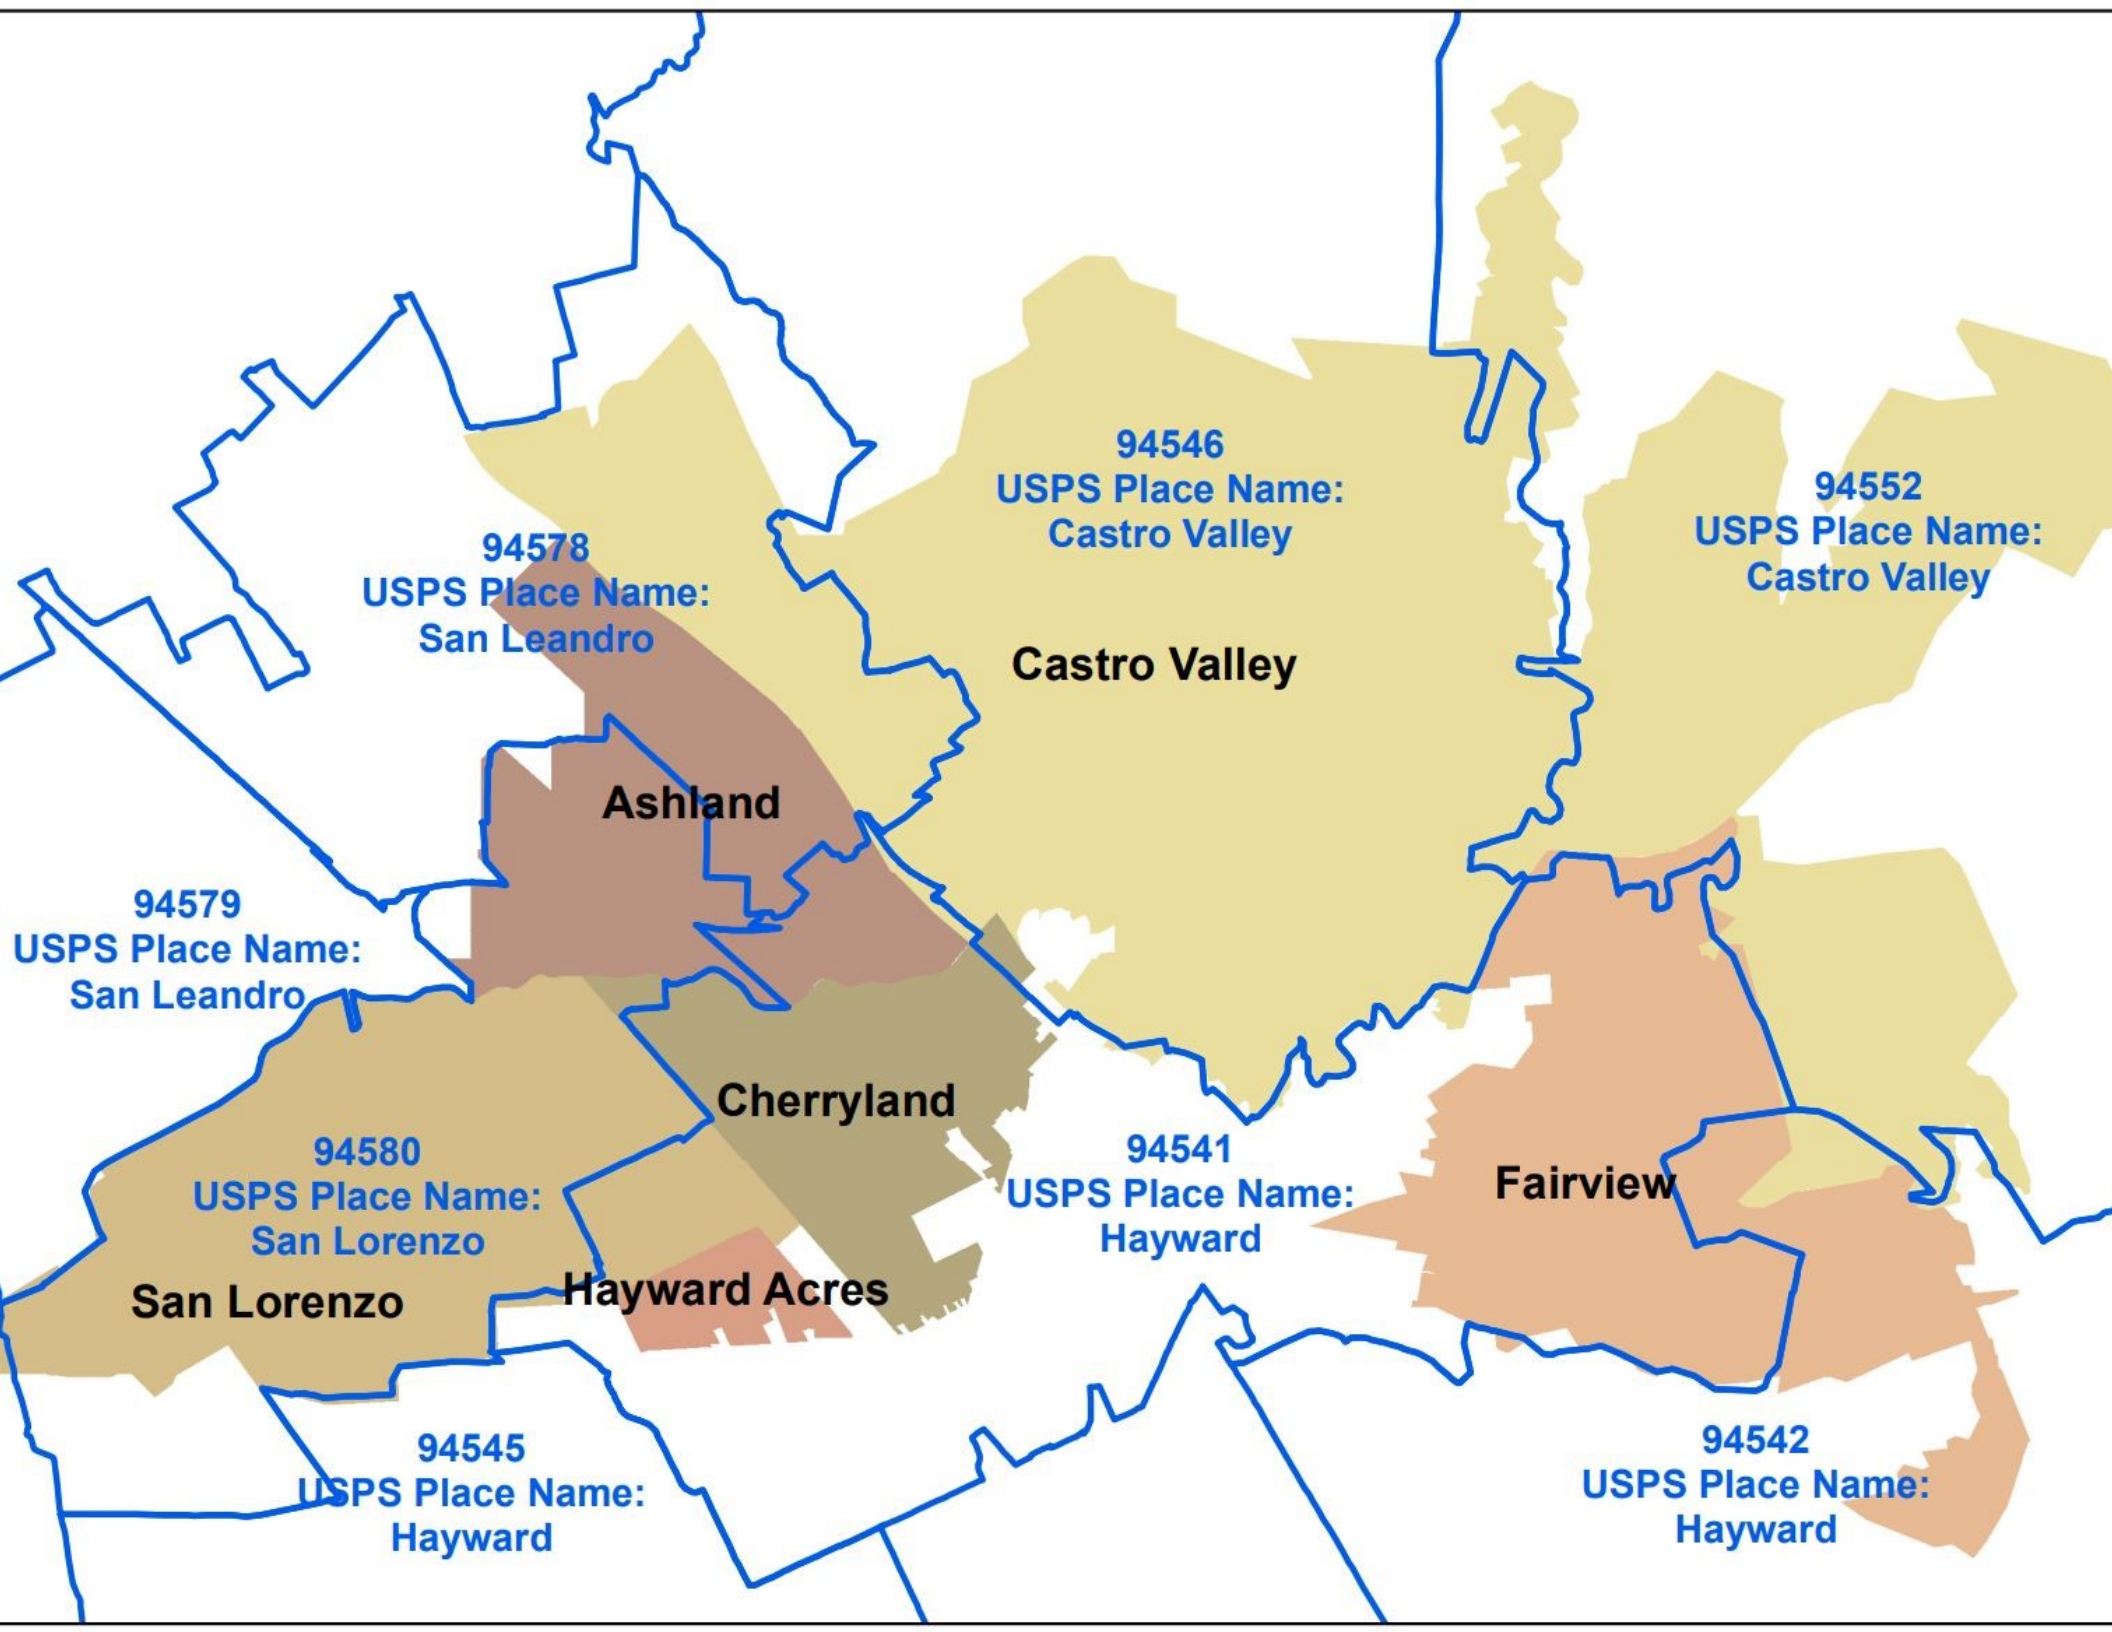 94546
USPS Place Name:
Castro Valley
94552
USPS Place Name:
Castro Valley
94578
USPS Place Name:
San Leandro
Castro Valley
Ashland
94579
USPS Place Name:
San Leandro
Cherryland
94580
USPS Place Name:
San Lorenzo
94541
USPS Place Name:
Hayward
Fairview
San Lorenzo
Hayward Acres
94545
USPS Place Name:
Hayward
94542
USPS Place Name:
Hayward